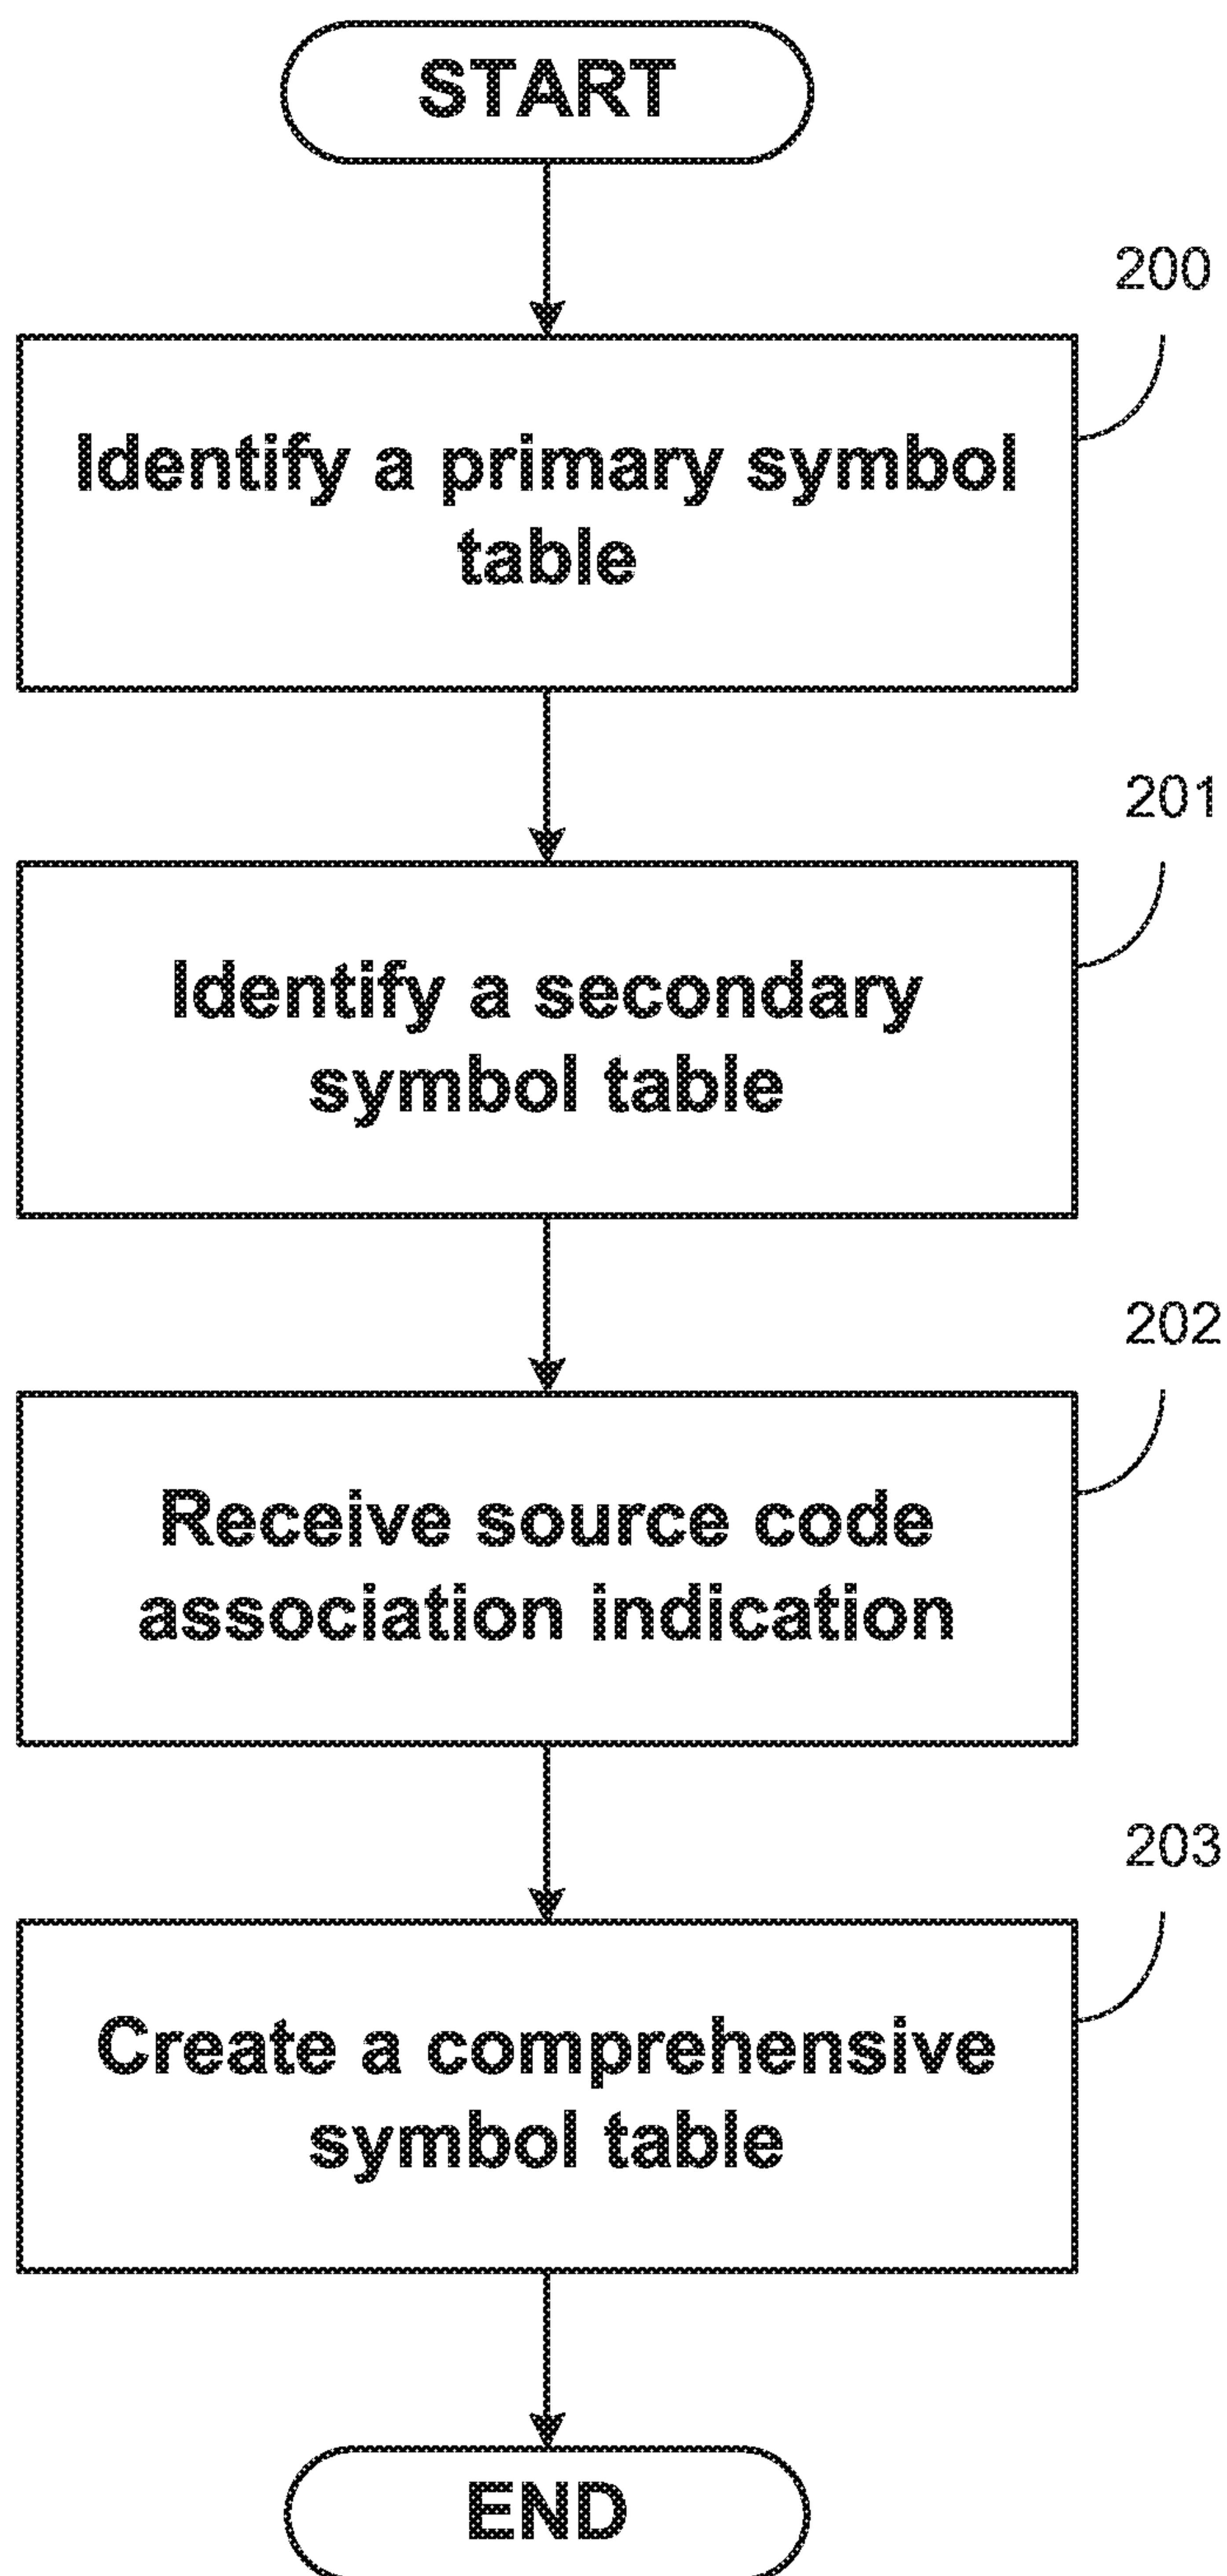 START
200
Identify a primary symbol
table
201
Identify a secondary
symbol table
202
Receive source code
association indication
203
Create a comprehensive
symbol table
END